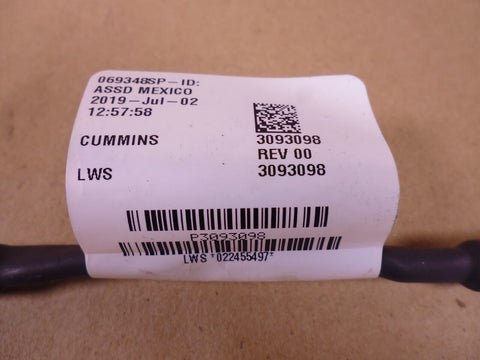 069348SP-ID:
ASSD MEXICO
2019-Jul-02
12:57:58
CUMMINS 3093098
REV 00
LWS 3093098
P3093098
LWS *022455497*